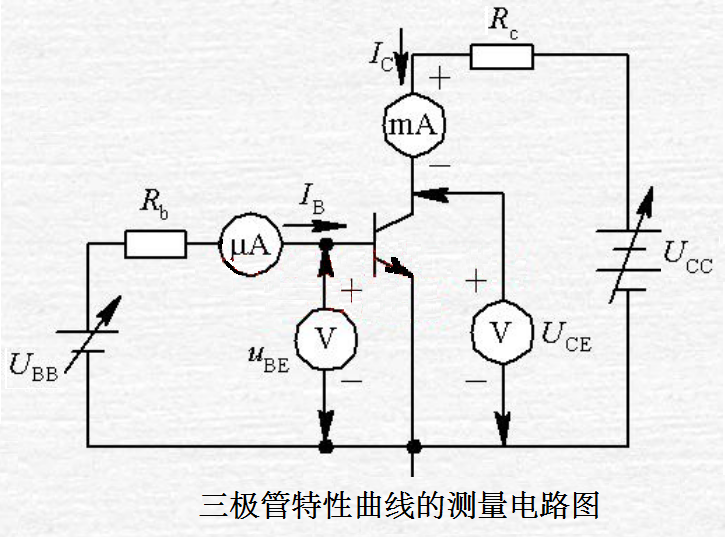 R_c
I_C
+
mA
−
I_B
R_b
μA
U_CC
+
+
V
V
u_BE
U_CE
U_BB
−
−
三极管特性曲线的测量电路图